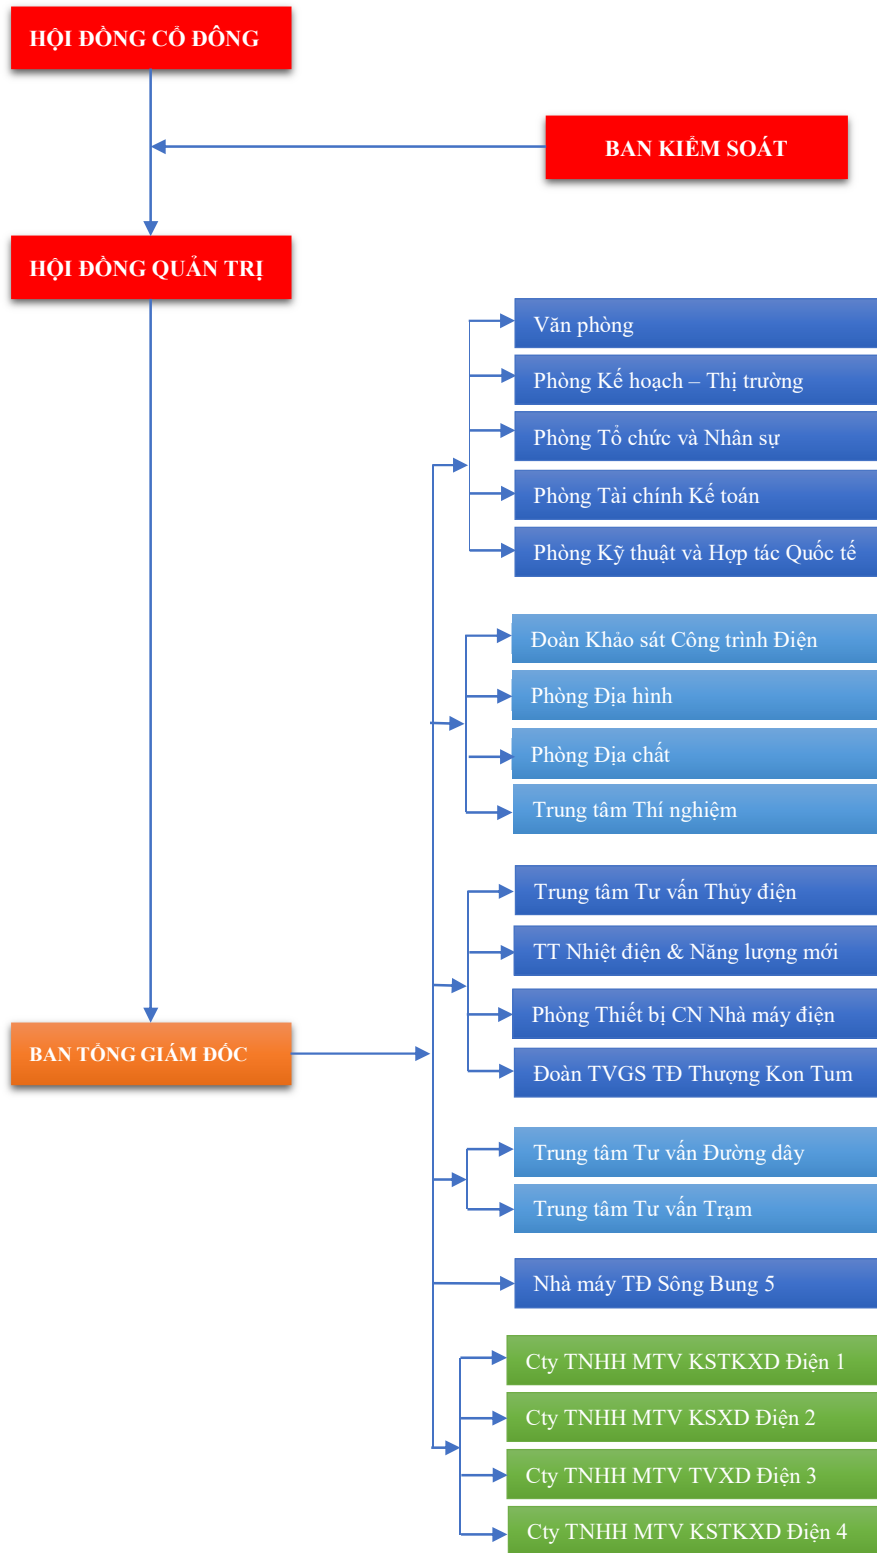 HỘI ĐỒNG CỔ ĐÔNG
BAN KIỂM SOÁT
HỘI ĐỒNG QUẢN TRỊ
Văn phòng
Phòng Kế hoạch – Thị trường
Phòng Tổ chức và Nhân sự
Phòng Tài chính Kế toán
Phòng Kỹ thuật và Hợp tác Quốc tế
Đoàn Khảo sát Công trình Điện
Phòng Địa hình
Phòng Địa chất
Trung tâm Thí nghiệm
Trung tâm Tư vấn Thủy điện
TT Nhiệt điện & Năng lượng mới
Phòng Thiết bị CN Nhà máy điện
BAN TỔNG GIÁM ĐỐC
Đoàn TVGS TĐ Thượng Kon Tum
Trung tâm Tư vấn Đường dây
Trung tâm Tư vấn Trạm
Nhà máy TĐ Sông Bung 5
Cty TNHH MTV KSTKXD Điện 1
Cty TNHH MTV KSXD Điện 2
Cty TNHH MTV TVXD Điện 3
Cty TNHH MTV KSTKXD Điện 4